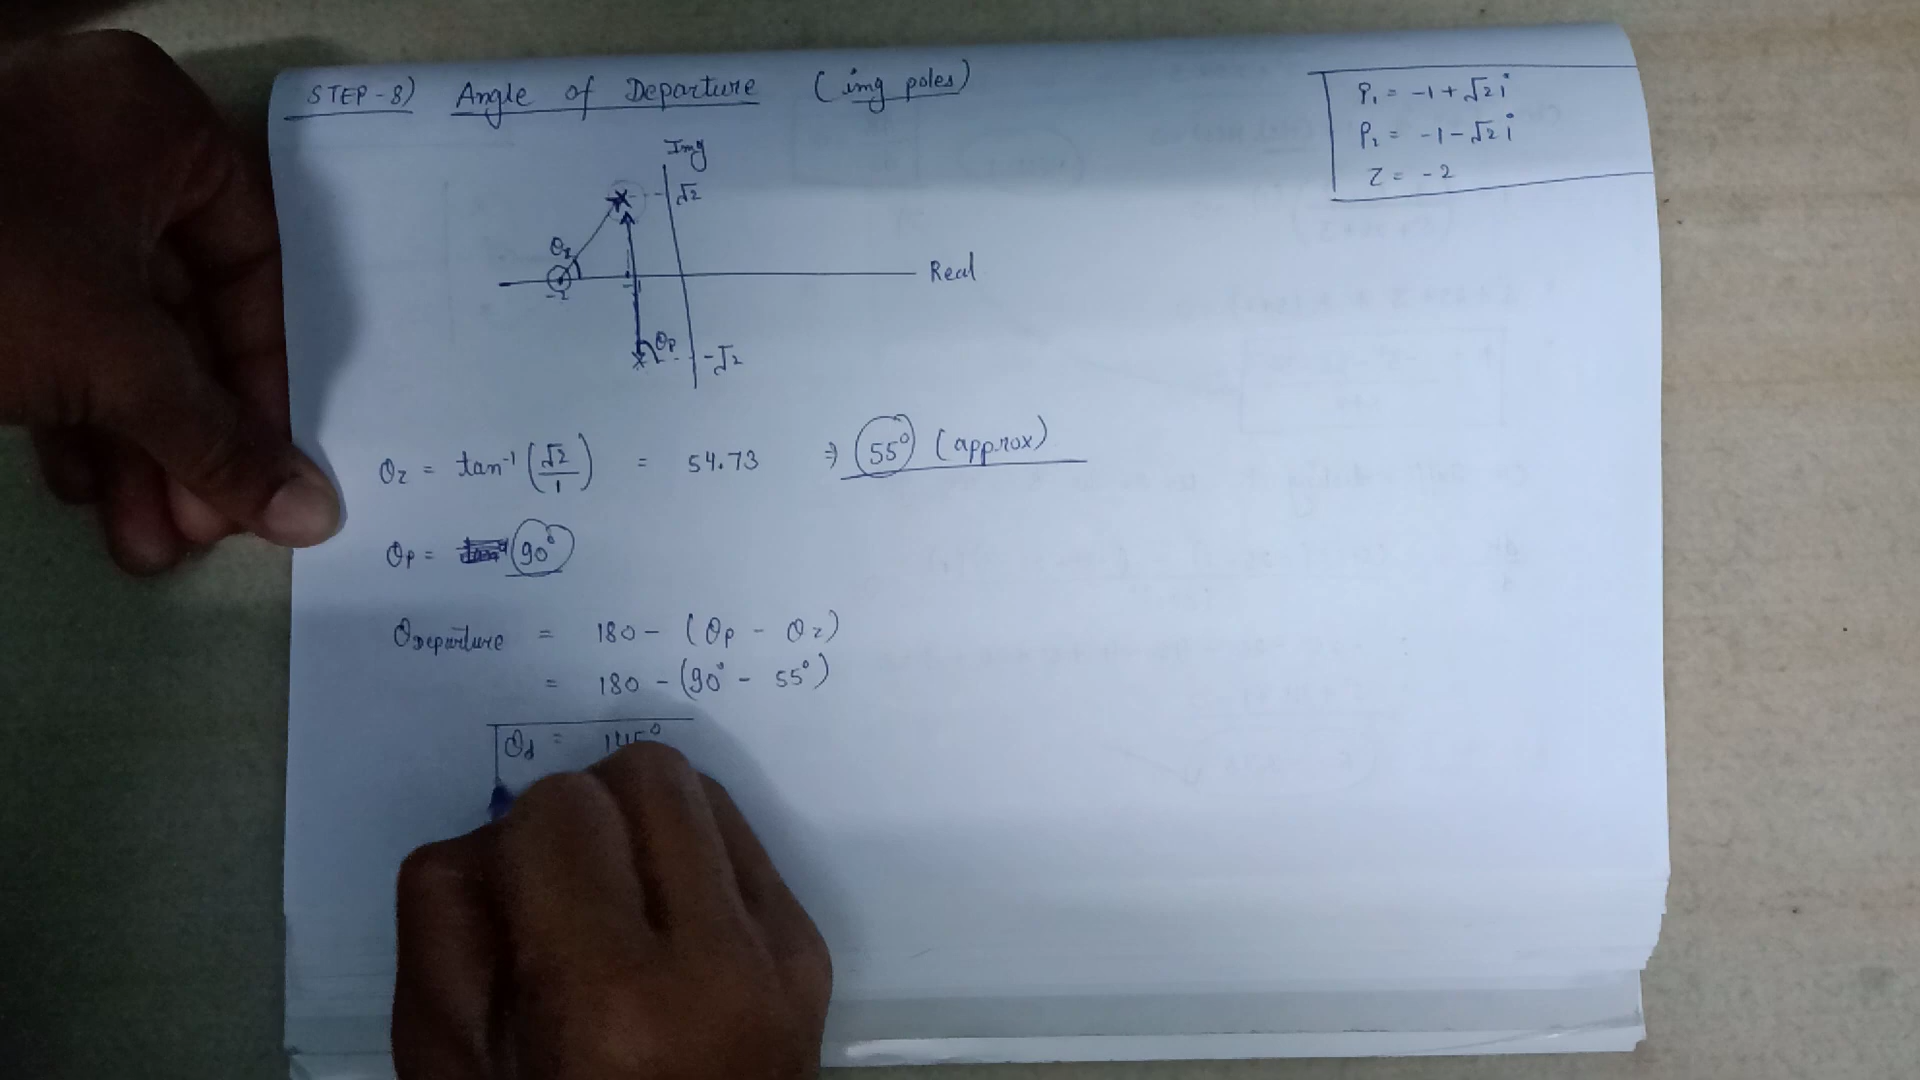 STEP-8) Angle of Departure (img poles)
P₁ = -1+√2 i
P₂ = -1-√2 i
Z = -2
Img
√2
θz
-2
Real
θp
-√2
θz = tan⁻¹(√2/1) = 54.73 ⇒ 55° (approx)
θp = 90°
θDeparture = 180 - (θp - θz)
= 180 - (90° - 55°)
θd = 145°